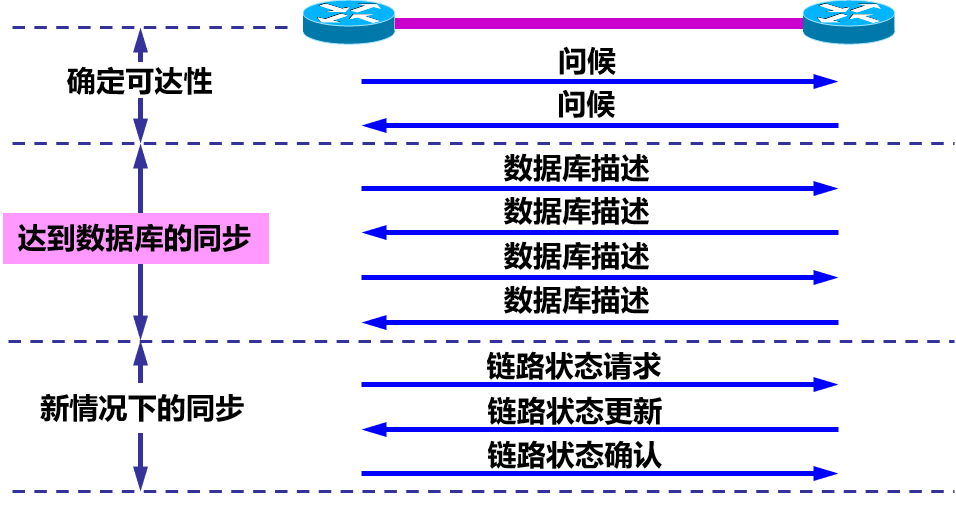 问候
确定可达性
问候
数据库描述
数据库描述
达到数据库的同步
数据库描述
数据库描述
链路状态请求
新情况下的同步
链路状态更新
链路状态确认